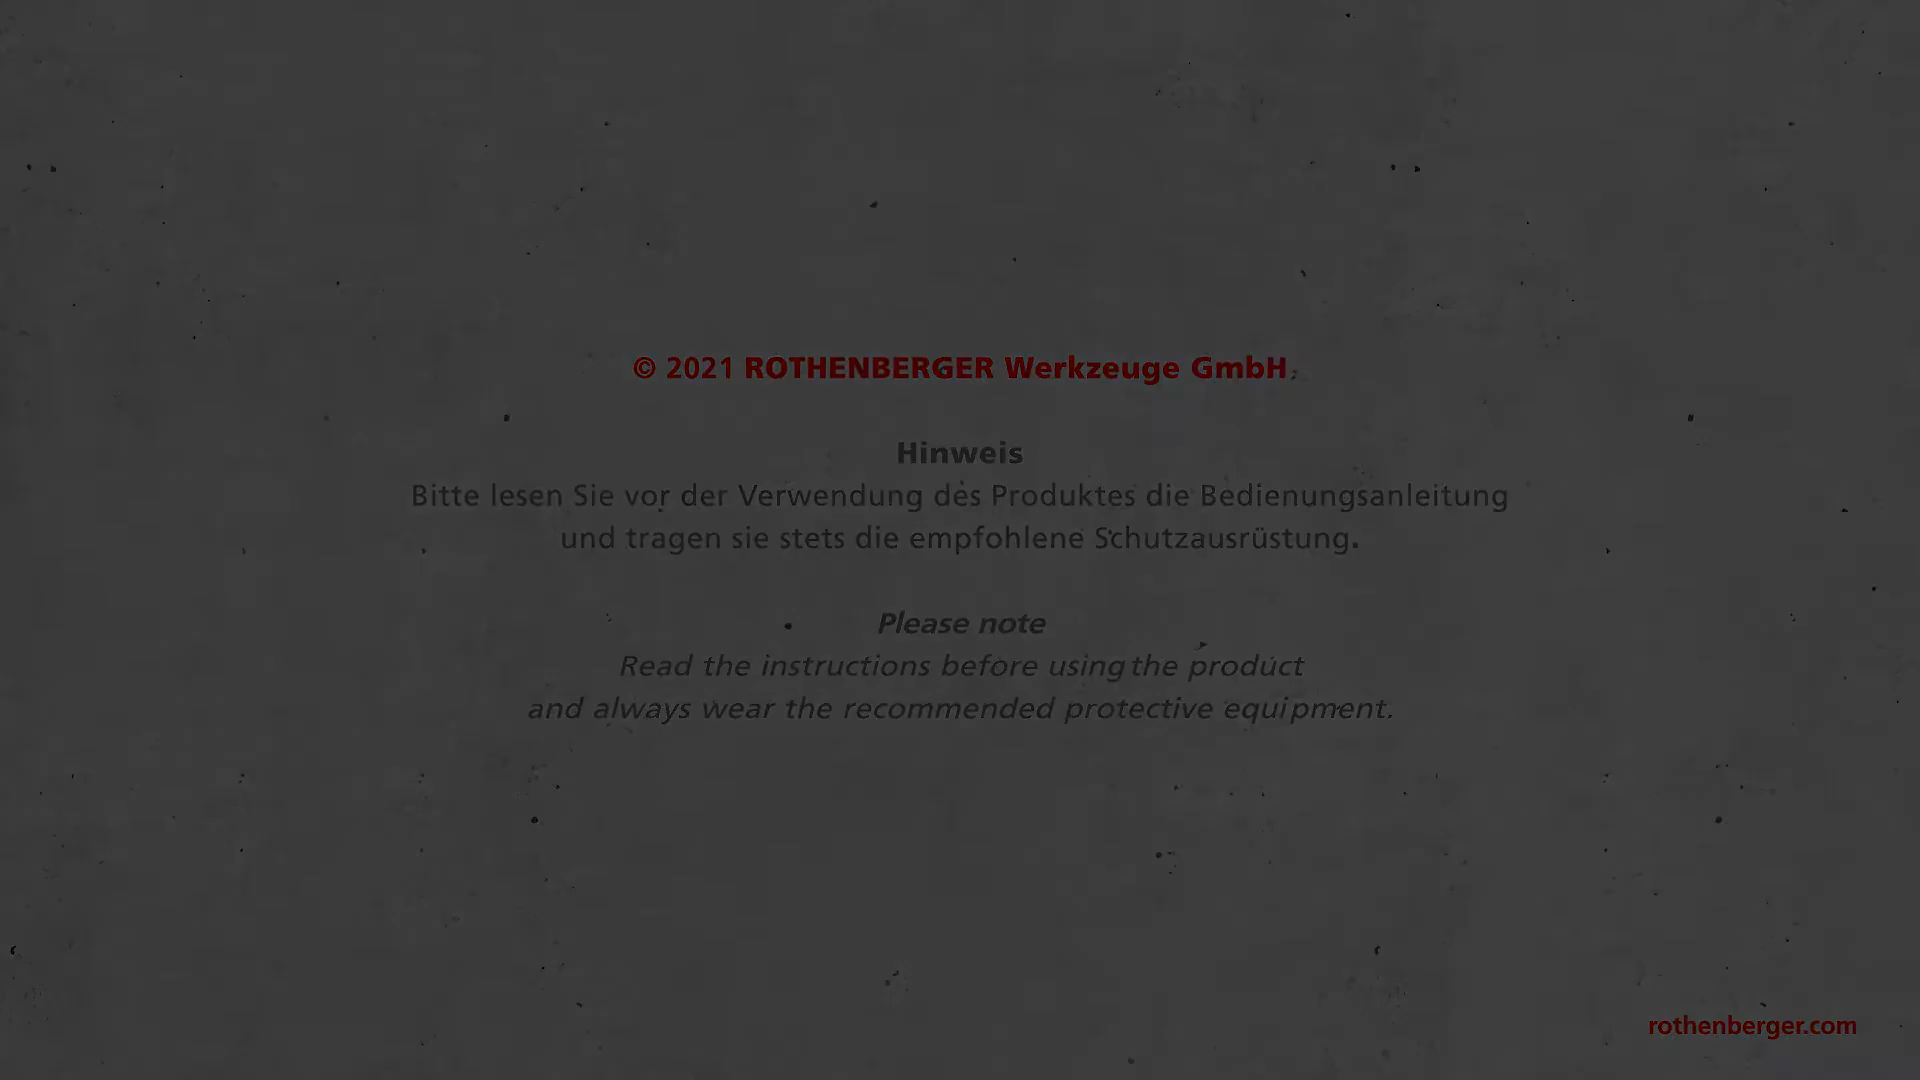 © 2021 ROTHENBERGER Werkzeuge GmbH
Hinweis
Bitte lesen Sie vor der Verwendung des Produktes die Bedienungsanleitung
und tragen sie stets die empfohlene Schutzausrüstung.
Please note
Read the instructions before using the product
and always wear the recommended protective equipment.
rothenberger.com